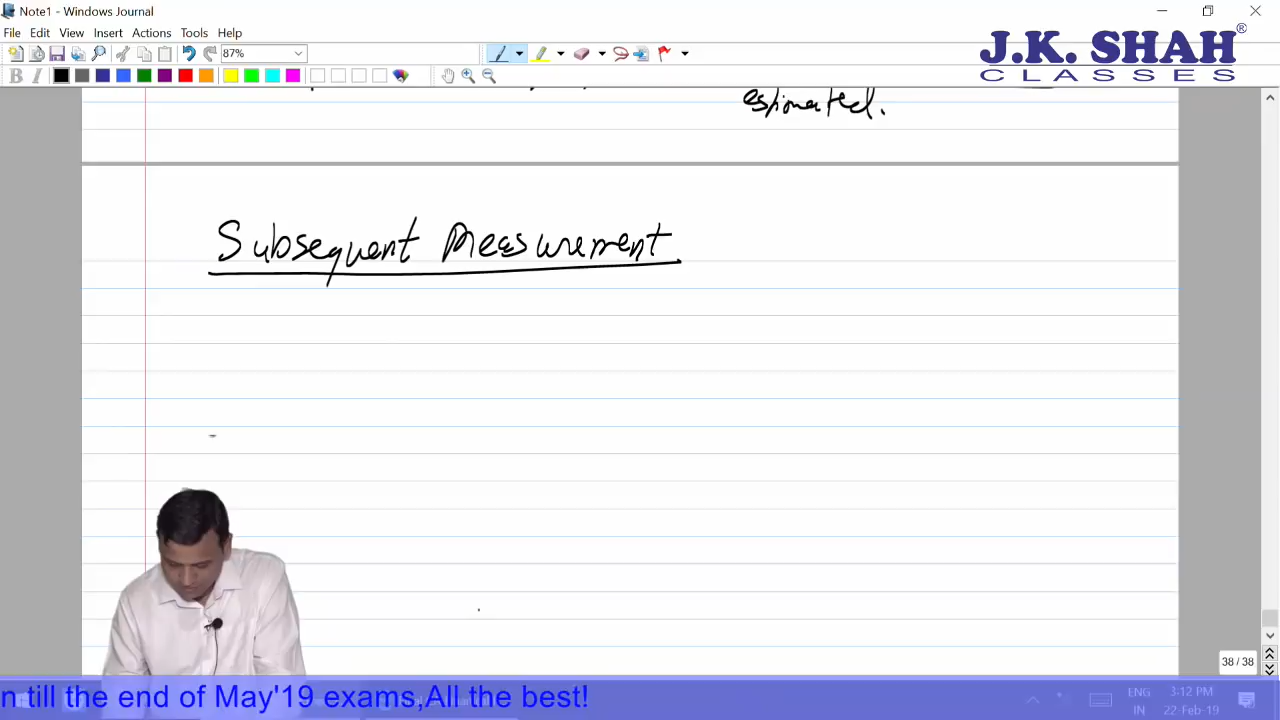 Note1 - Windows Journal
File Edit View Insert Actions Tools Help
87%
B I
J.K. SHAH®
CLASSES
estimated.
Subsequent Measurement
38 / 38
n till the end of May'19 exams,All the best!
ENG
IN
3:12 PM
22-Feb-19